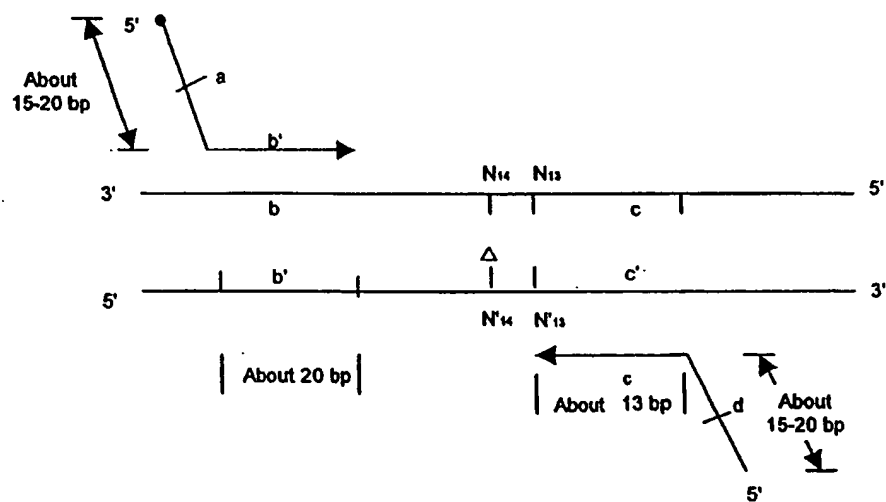 5'
About
15-20 bp
a
b'
N14 N13
3' 5'
b c
Δ
b' c'
5' 3'
N'14 N'13
About 20 bp
c
About 13 bp
d
About
15-20 bp
5'